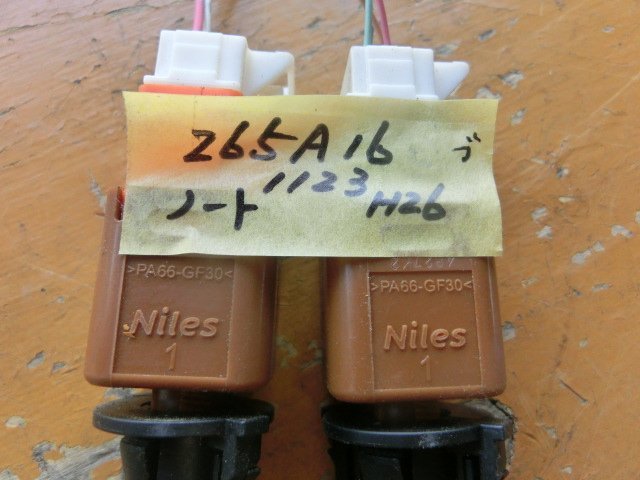 265A16 ブ
ノート 1123 H26
>PA66-GF30<
Niles
1
>PA66-GF30<
Niles
1